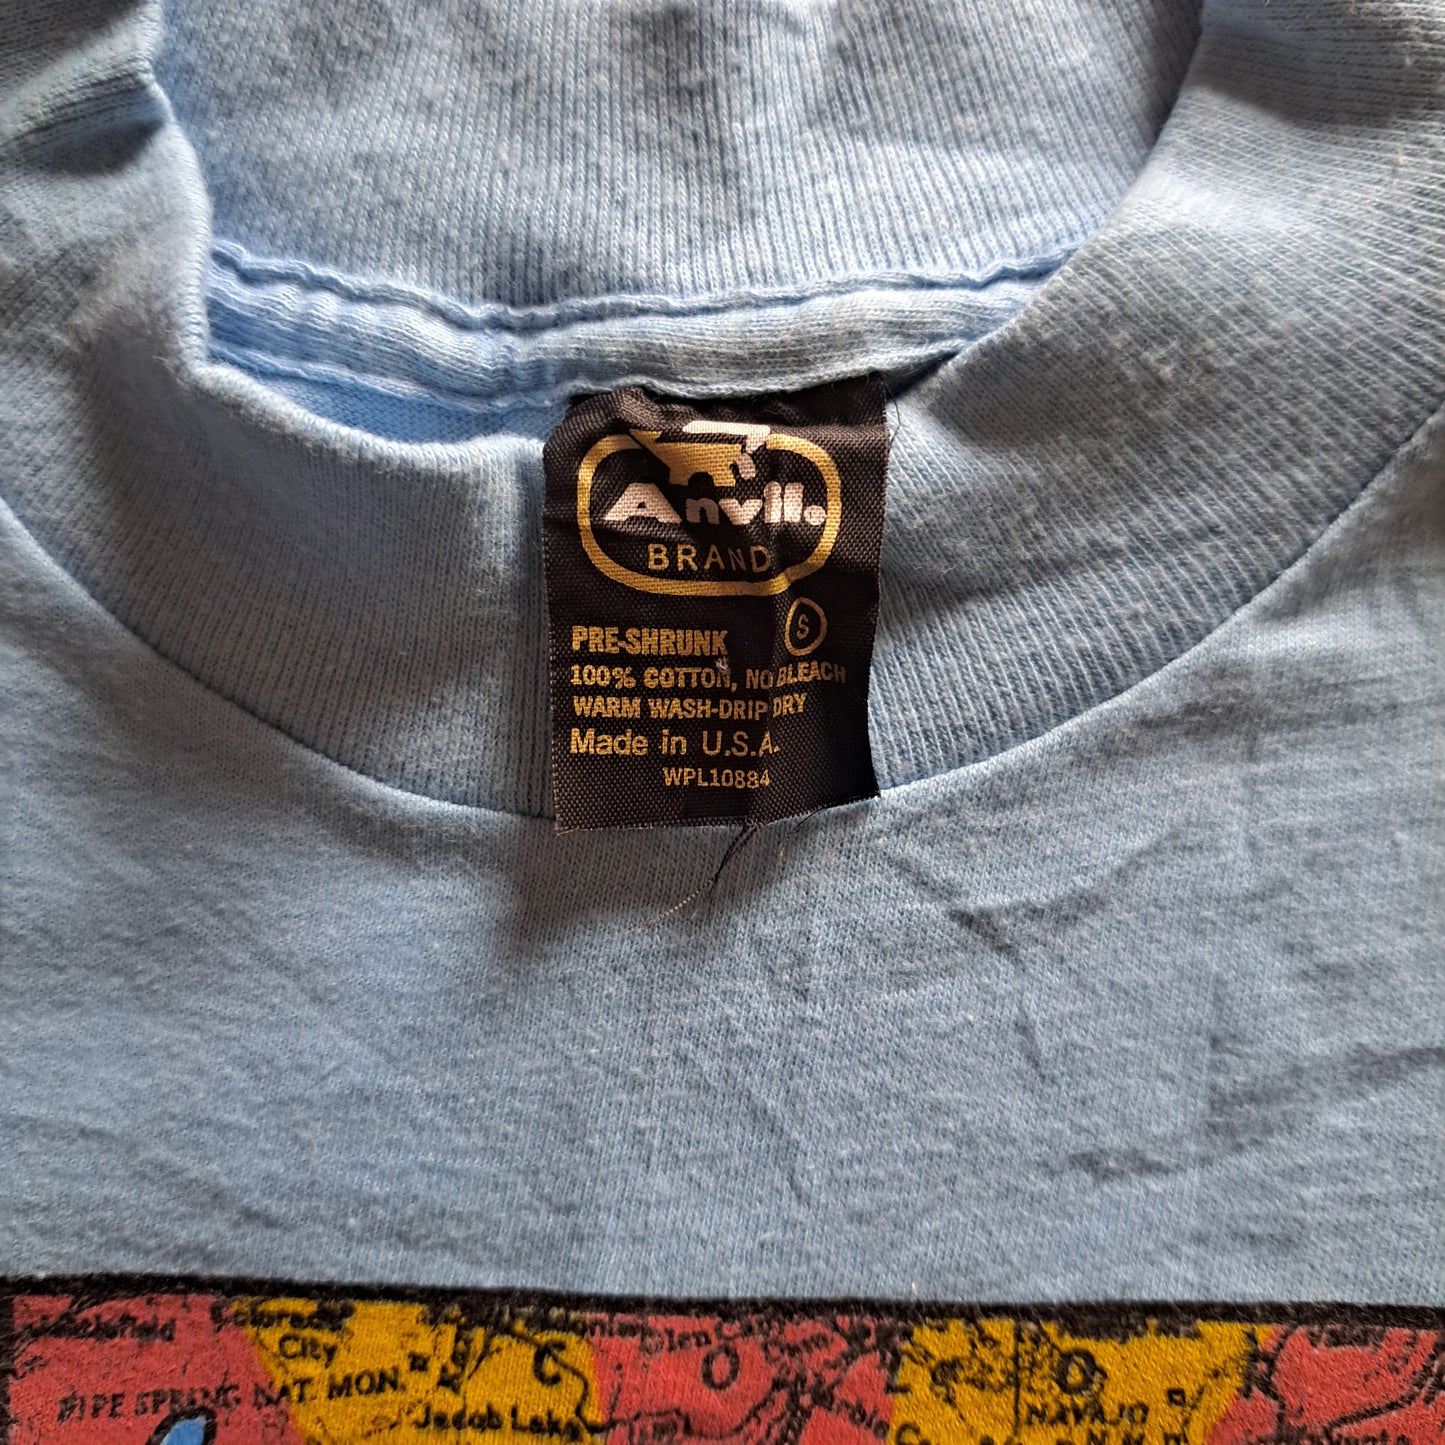 Anvil®
BRAND
S
PRE-SHRUNK
100% COTTON, NO BLEACH
WARM WASH-DRIP DRY
Made in U.S.A.
WPL10884
City
PIPE SPRING NAT. MON.
Jacob Lake
NAVAJO